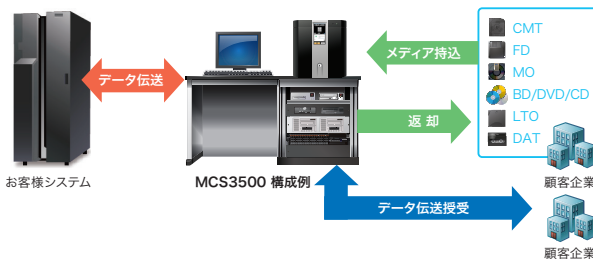 データ伝送
お客様システム
MCS3500 構成例
メディア持込
返却
データ伝送授受
CMT
FD
MO
BD/DVD/CD
LTO
DAT
顧客企業
顧客企業